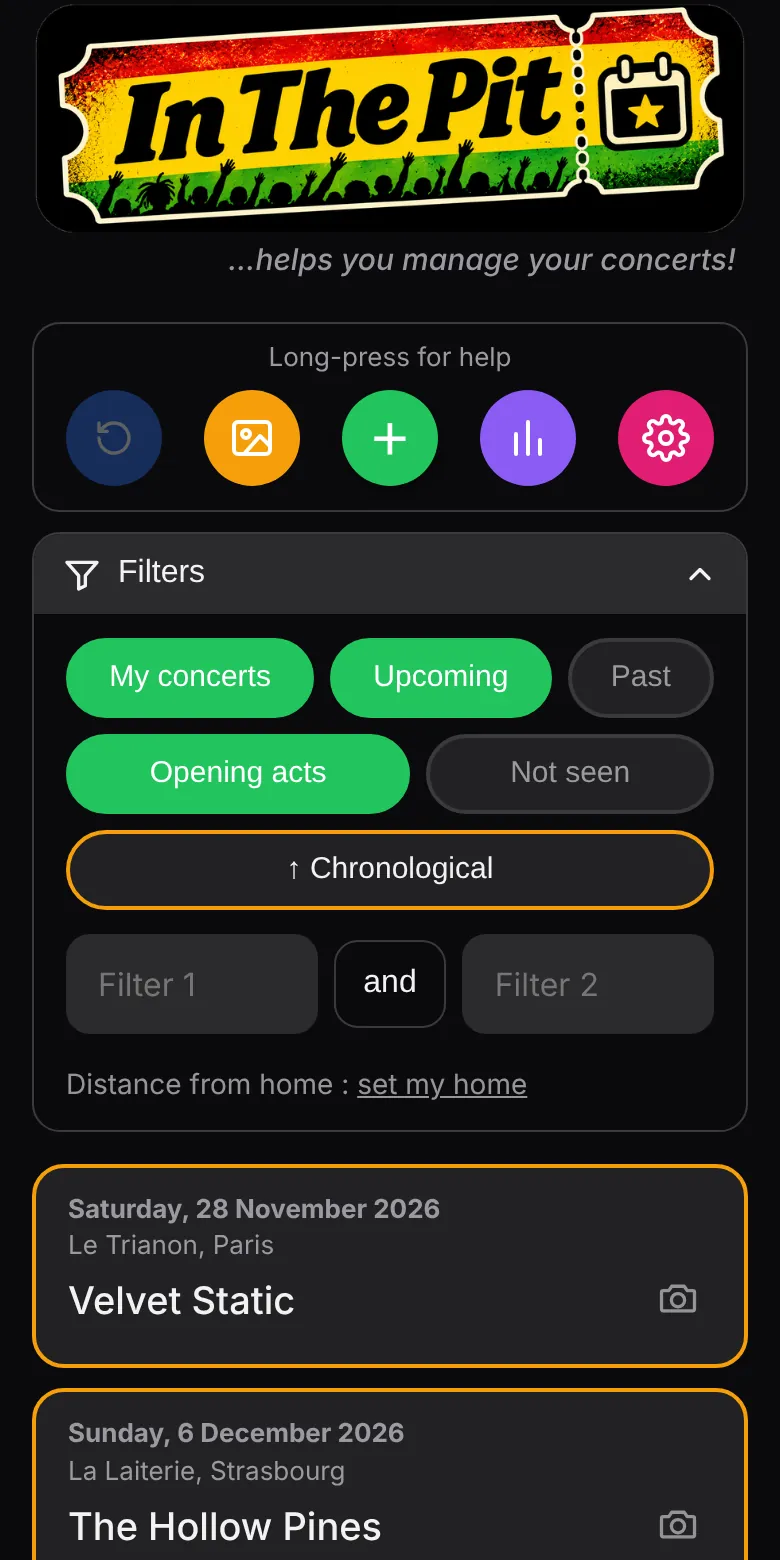 In The Pit
...helps you manage your concerts!
Long-press for help
Filters
My concerts Upcoming Past
Opening acts Not seen
↑ Chronological
Filter 1 and Filter 2
Distance from home : set my home
Saturday, 28 November 2026
Le Trianon, Paris
Velvet Static
Sunday, 6 December 2026
La Laiterie, Strasbourg
The Hollow Pines